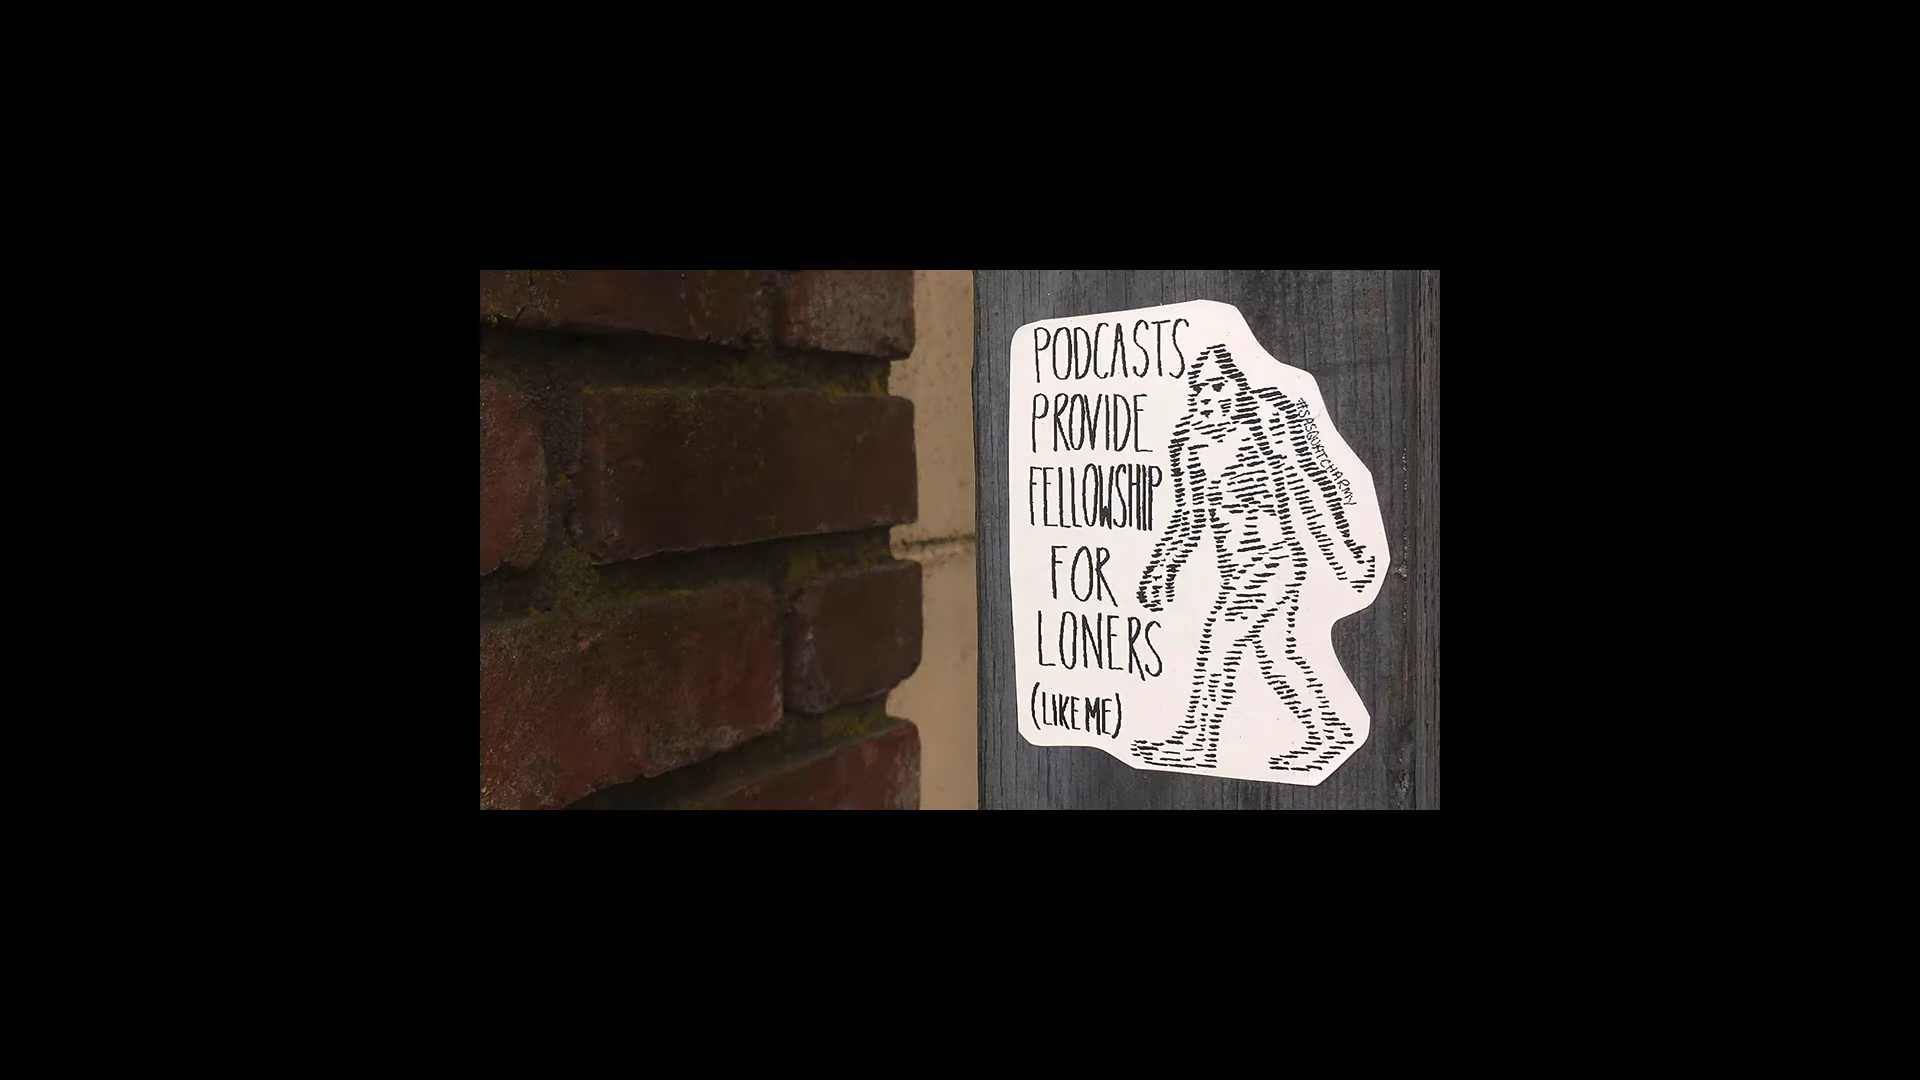 PODCASTS
PROVIDE
FELLOWSHIP
FOR
LONERS
(LIKE ME)
#SASQUATCHARMY